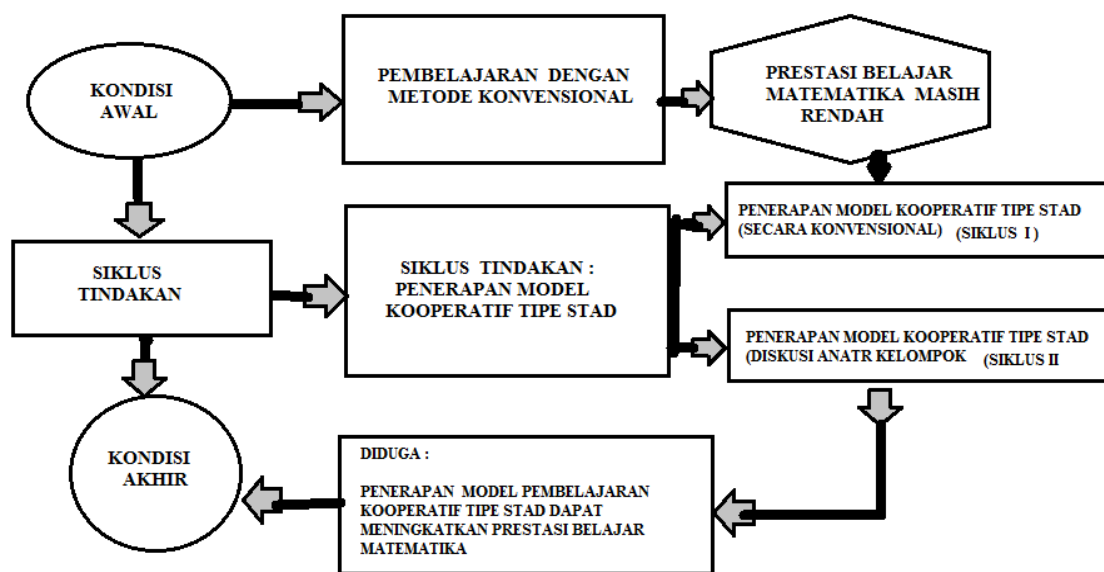 KONDISI
AWAL
PEMBELAJARAN DENGAN
METODE KONVENSIONAL
PRESTASI BELAJAR
MATEMATIKA MASIH
RENDAH
SIKLUS
TINDAKAN
SIKLUS TINDAKAN :
PENERAPAN MODEL
KOOPERATIF TIPE STAD
PENERAPAN MODEL KOOPERATIF TIPE STAD
(SECARA KONVENSIONAL) (SIKLUS I )
PENERAPAN MODEL KOOPERATIF TIPE STAD
(DISKUSI ANATR KELOMPOK (SIKLUS II
KONDISI
AKHIR
DIDUGA :
PENERAPAN MODEL PEMBELAJARAN
KOOPERATIF TIPE STAD DAPAT
MENINGKATKAN PRESTASI BELAJAR
MATEMATIKA